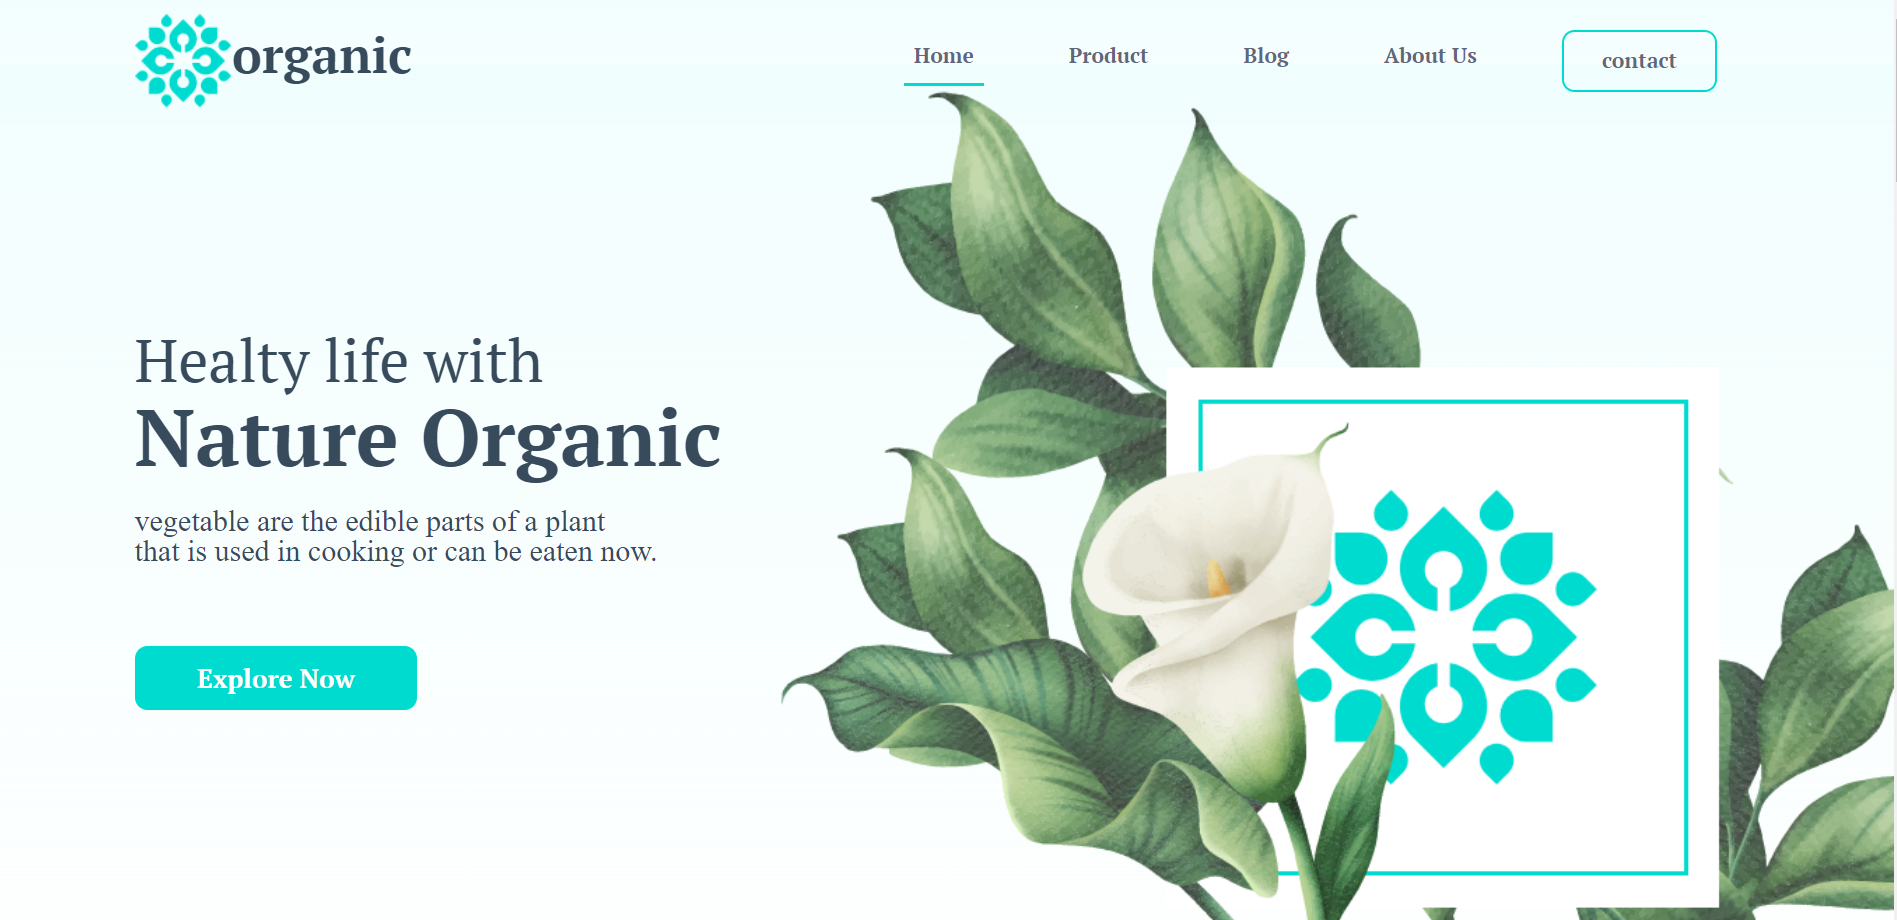 organic
Home
Product
Blog
About Us
contact
Healty life with
Nature Organic
vegetable are the edible parts of a plant
that is used in cooking or can be eaten now.
Explore Now